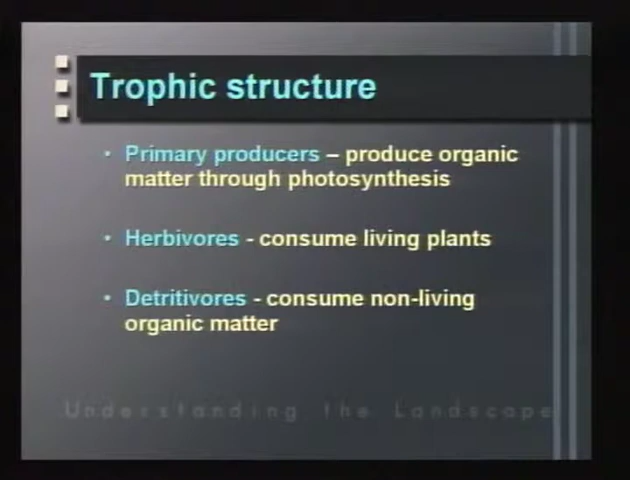 Trophic structure
• Primary producers – produce organic
matter through photosynthesis
• Herbivores - consume living plants
• Detritivores - consume non-living
organic matter
Understanding the Landscape